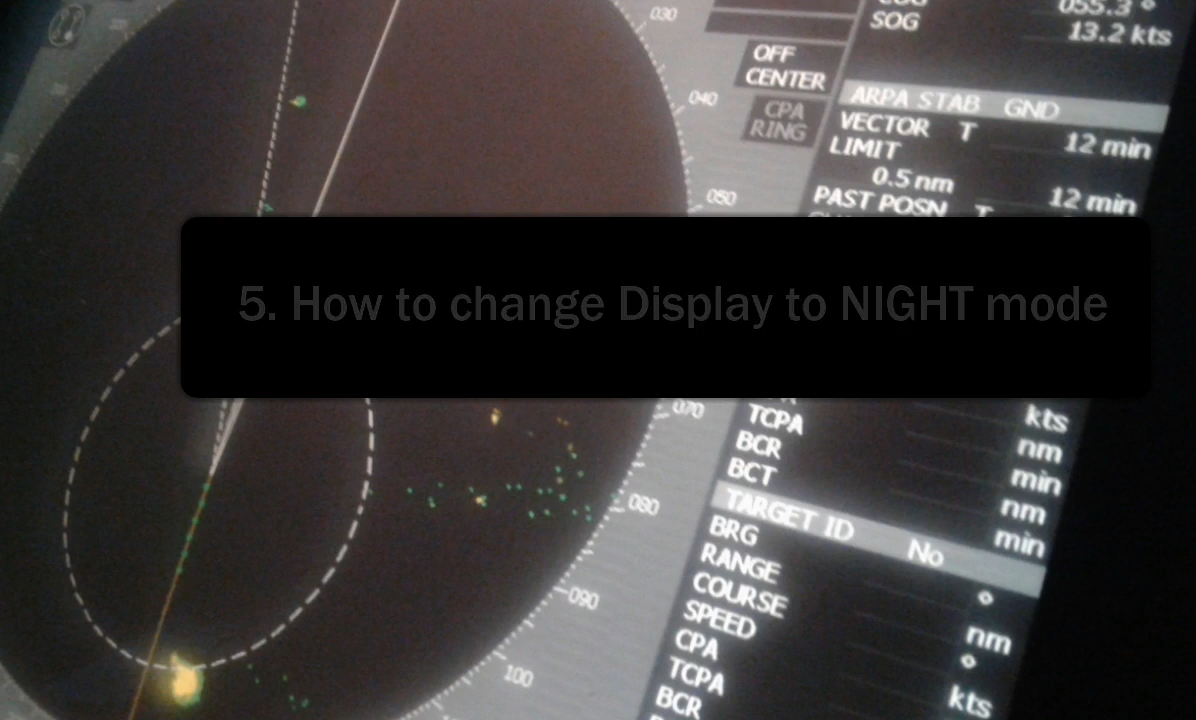 030
055.3 °
SOG
13.2 kts
OFF
CENTER
040
CPA
RING
ARPA STAB GND
VECTOR T
12 min
LIMIT
0.5 nm
050
PAST POSN T
12 min
5. How to change Display to NIGHT mode
070
kts
TCPA
nm
BCR
min
BCT
nm
080
TARGET ID No
min
BRG
°
RANGE
nm
090
COURSE
°
SPEED
kts
CPA
100
TCPA
BCR